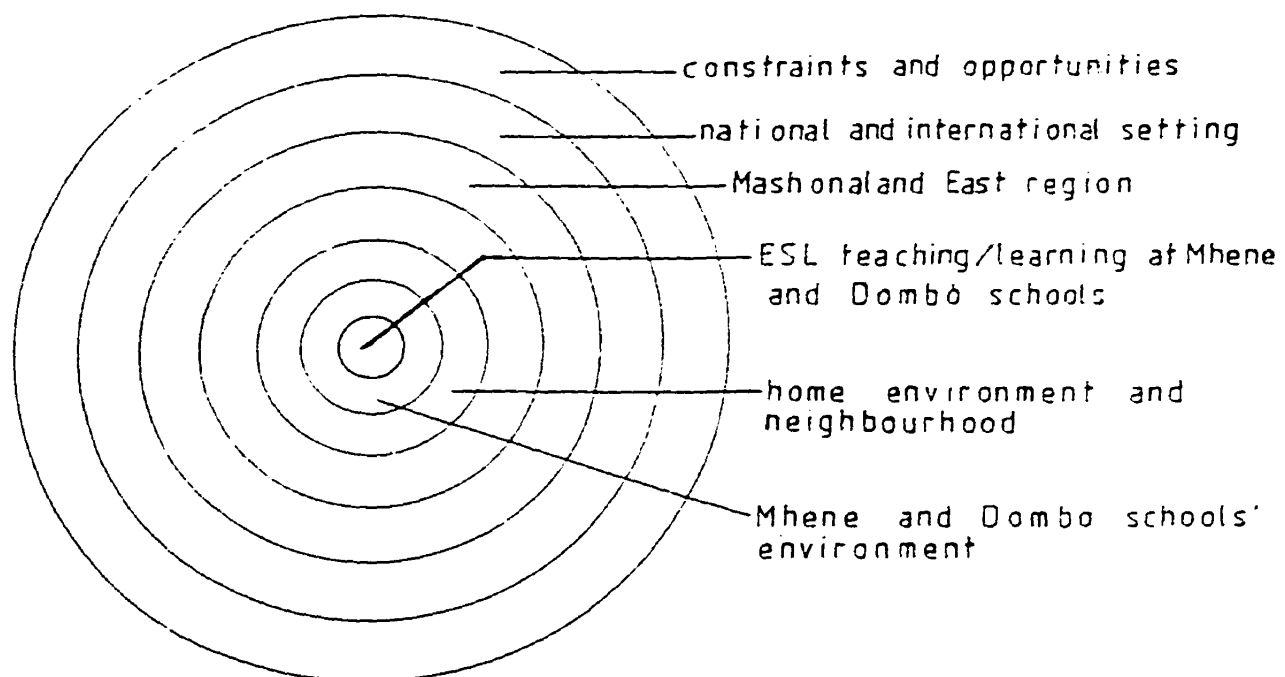 constraints and opportunities
national and international setting
Mashonaland East region
ESL teaching/learning at Mhene
and Dombo schools
home environment and
neighbourhood
Mhene and Dombo schools'
environment